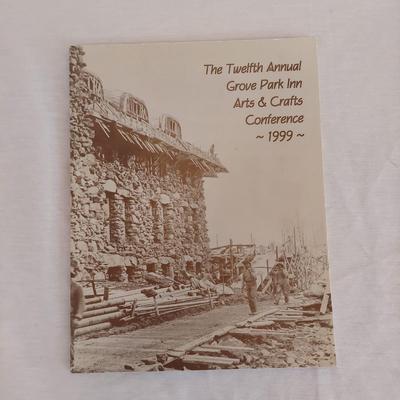 The Twelfth Annual
Grove Park Inn
Arts & Crafts
Conference
~ 1999 ~